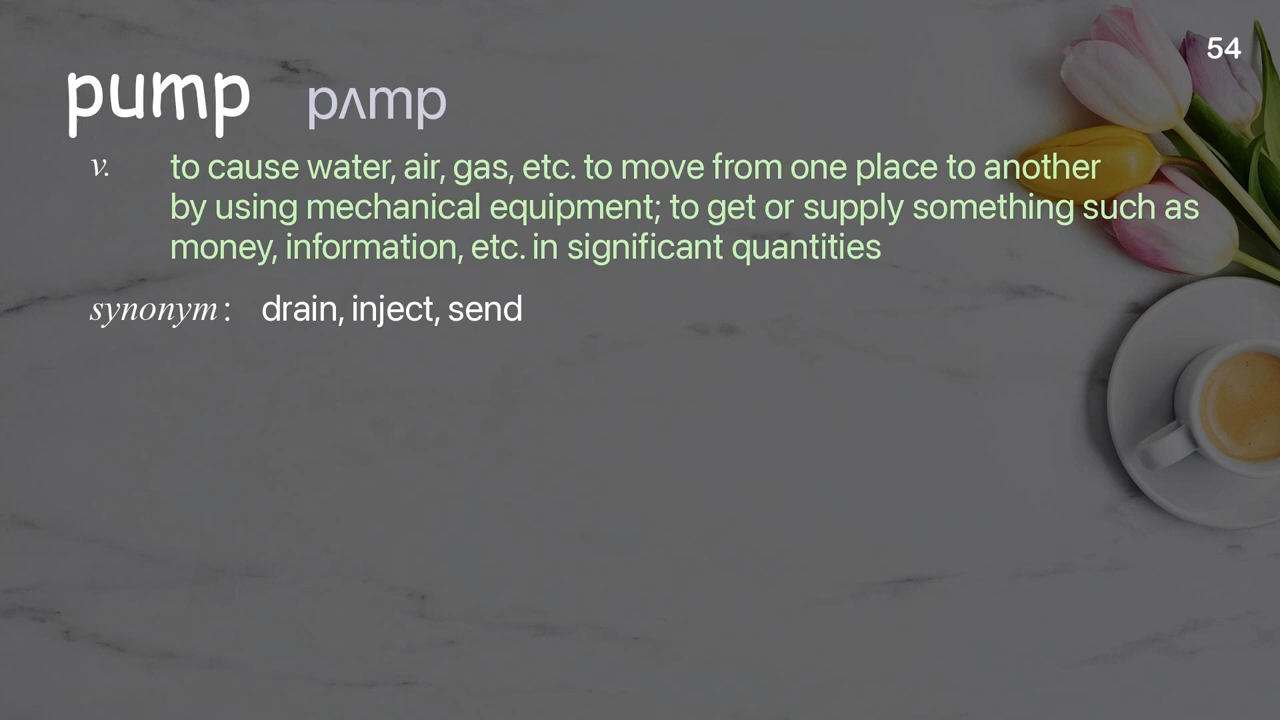 54
pump pʌmp
v. to cause water, air, gas, etc. to move from one place to another
by using mechanical equipment; to get or supply something such as
money, information, etc. in significant quantities
synonym: drain, inject, send